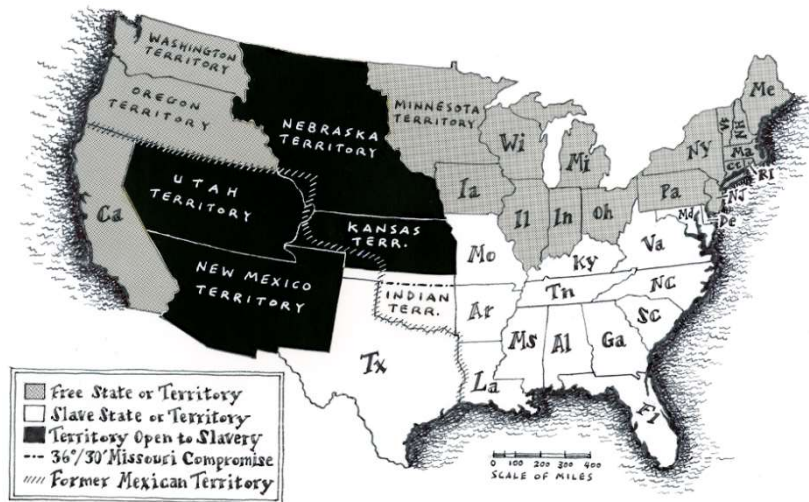 WASHINGTON
TERRITORY
OREGON
TERRITORY
NEBRASKA
TERRITORY
MINNESOTA
TERRITORY
UTAH
TERRITORY
KANSAS
TERR.
NEW MEXICO
TERRITORY
INDIAN
TERR.
Ca
Tx
Wi
Mi
Ia
Il
In
Oh
Mo
Ky
Va
Ar
Tn
NC
SC
Ms
Al
Ga
La
Fl
Pa
NY
Vt
NH
Me
Ma
Ct
RI
NJ
Md
De
Free State or Territory
Slave State or Territory
Territory Open to Slavery
36°/30' Missouri Compromise
Former Mexican Territory
0 100 200 300 400
SCALE OF MILES